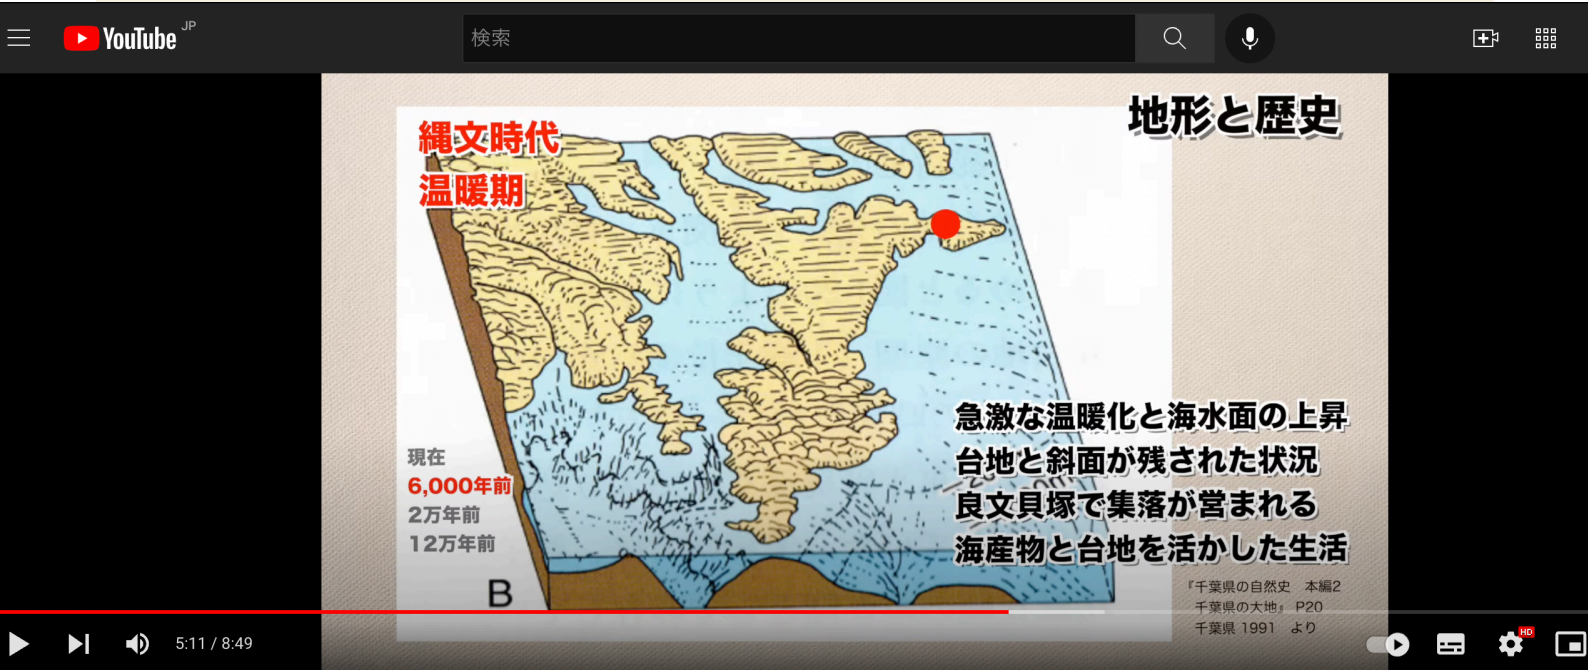 YouTube JP
検索
地形と歴史
縄文時代
温暖期
急激な温暖化と海水面の上昇
台地と斜面が残された状況
良文貝塚で集落が営まれる
海産物と台地を活かした生活
現在
6,000年前
2万年前
12万年前
B
『千葉県の自然史 本編2
千葉県の大地』 P20
千葉県 1991 より
5:11 / 8:49
HD